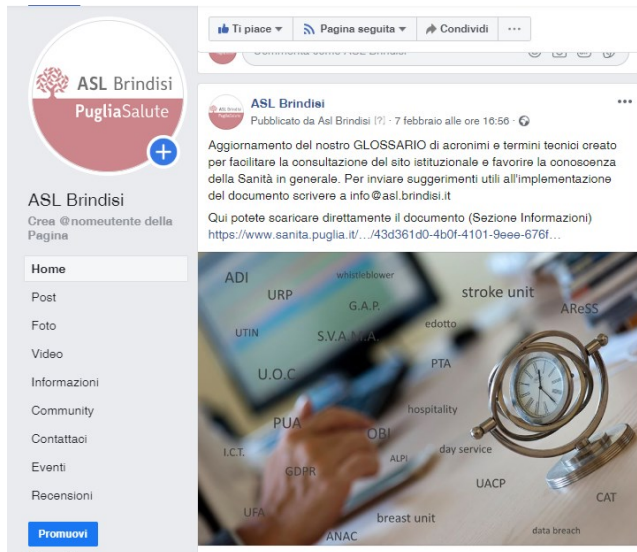 Ti piace
Pagina seguita
Condividi
Commenta come ASL Brindisi
ASL Brindisi
PugliaSalute
ASL Brindisi
Crea @nomeutente della
Pagina
Home
Post
Foto
Video
Informazioni
Community
Contattaci
Eventi
Recensioni
Promuovi
ASL Brindisi
Pubblicato da Asl Brindisi [?] · 7 febbraio alle ore 16:56 ·
Aggiornamento del nostro GLOSSARIO di acronimi e termini tecnici creato
per facilitare la consultazione del sito istituzionale e favorire la conoscenza
della Sanità in generale. Per inviare suggerimenti utili all'implementazione
del documento scrivere a info@asl.brindisi.it
Qui potete scaricare direttamente il documento (Sezione Informazioni)
https://www.sanita.puglia.it/.../43d361d0-4b0f-4101-9eee-676f...
ADI
whistleblower
URP
stroke unit
G.A.P.
AReSS
UTIN
S.V.A.M.A.
edotto
PTA
U.O.C
hospitality
PUA
OBI
I.C.T.
ALPI
day service
GDPR
UACP
CAT
UFA
breast unit
ANAC
data breach